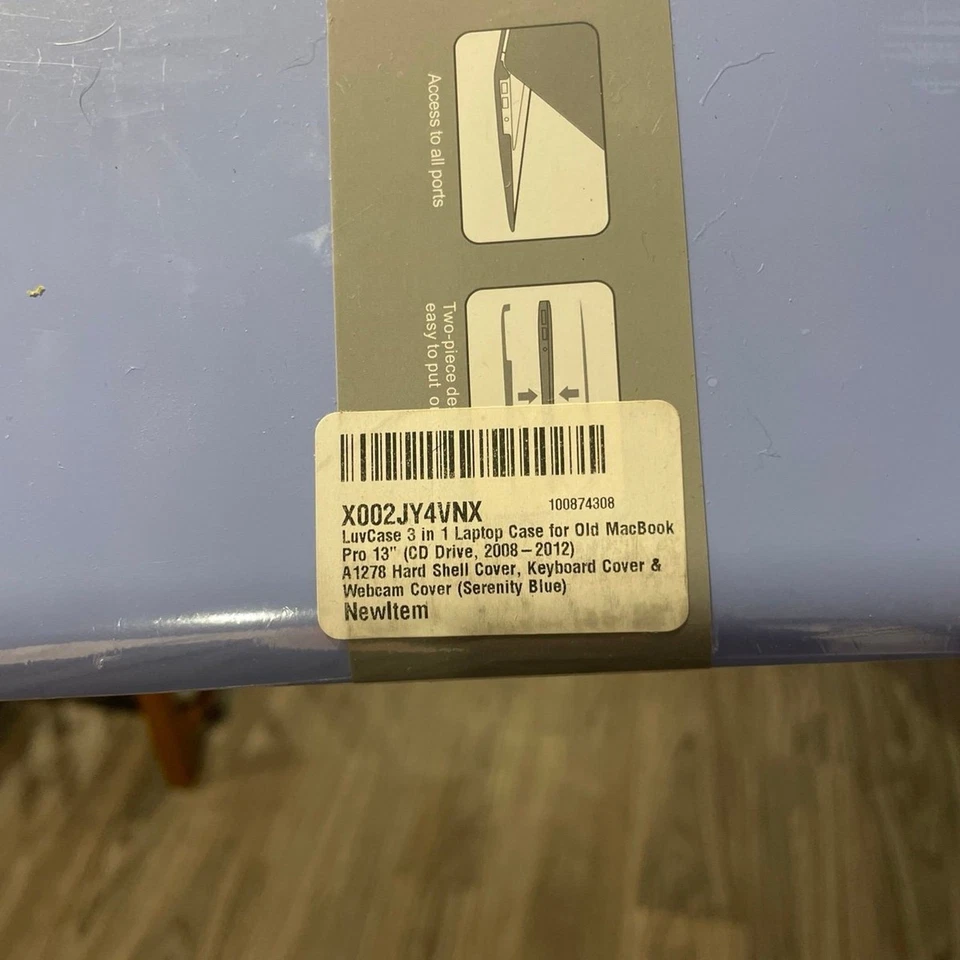 Access to all ports
Two-piece
easy to put
X002JY4VNX
100874308
LuvCase 3 in 1 Laptop Case for Old MacBook
Pro 13" (CD Drive, 2008-2012)
A1278 Hard Shell Cover, Keyboard Cover &
Webcam Cover (Serenity Blue)
NewItem